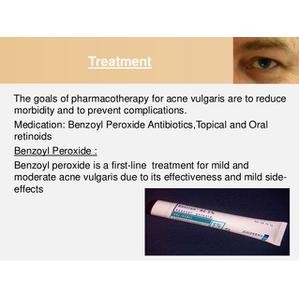 Treatment
The goals of pharmacotherapy for acne vulgaris are to reduce
morbidity and to prevent complications.
Medication: Benzoyl Peroxide Antibiotics,Topical and Oral
retinoids
Benzoyl Peroxide :
Benzoyl peroxide is a first-line  treatment for mild and
moderate acne vulgaris due to its effectiveness and mild side-
effects